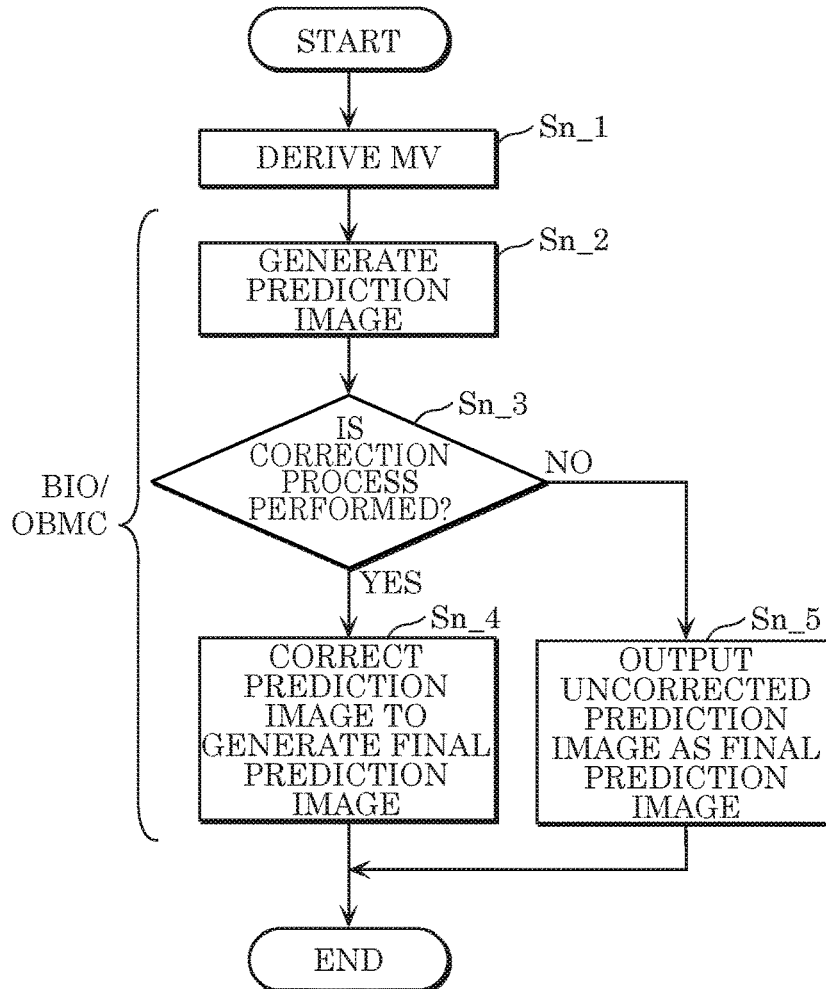 START
Sn_1
DERIVE MV
Sn_2
GENERATE
PREDICTION
IMAGE
Sn_3
IS
CORRECTION
PROCESS
PERFORMED?
NO
BIO/
OBMC
YES
Sn_4
CORRECT
PREDICTION
IMAGE TO
GENERATE FINAL
PREDICTION
IMAGE
Sn_5
OUTPUT
UNCORRECTED
PREDICTION
IMAGE AS FINAL
PREDICTION
IMAGE
END